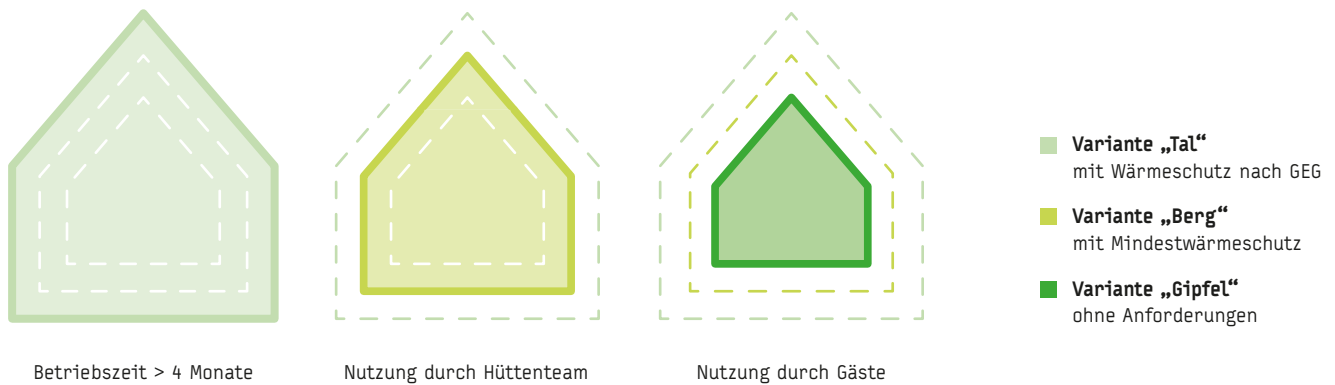 Variante „Tal“
mit Wärmeschutz nach GEG
Variante „Berg“
mit Mindestwärmeschutz
Variante „Gipfel“
ohne Anforderungen
Betriebszeit > 4 Monate
Nutzung durch Hüttenteam
Nutzung durch Gäste